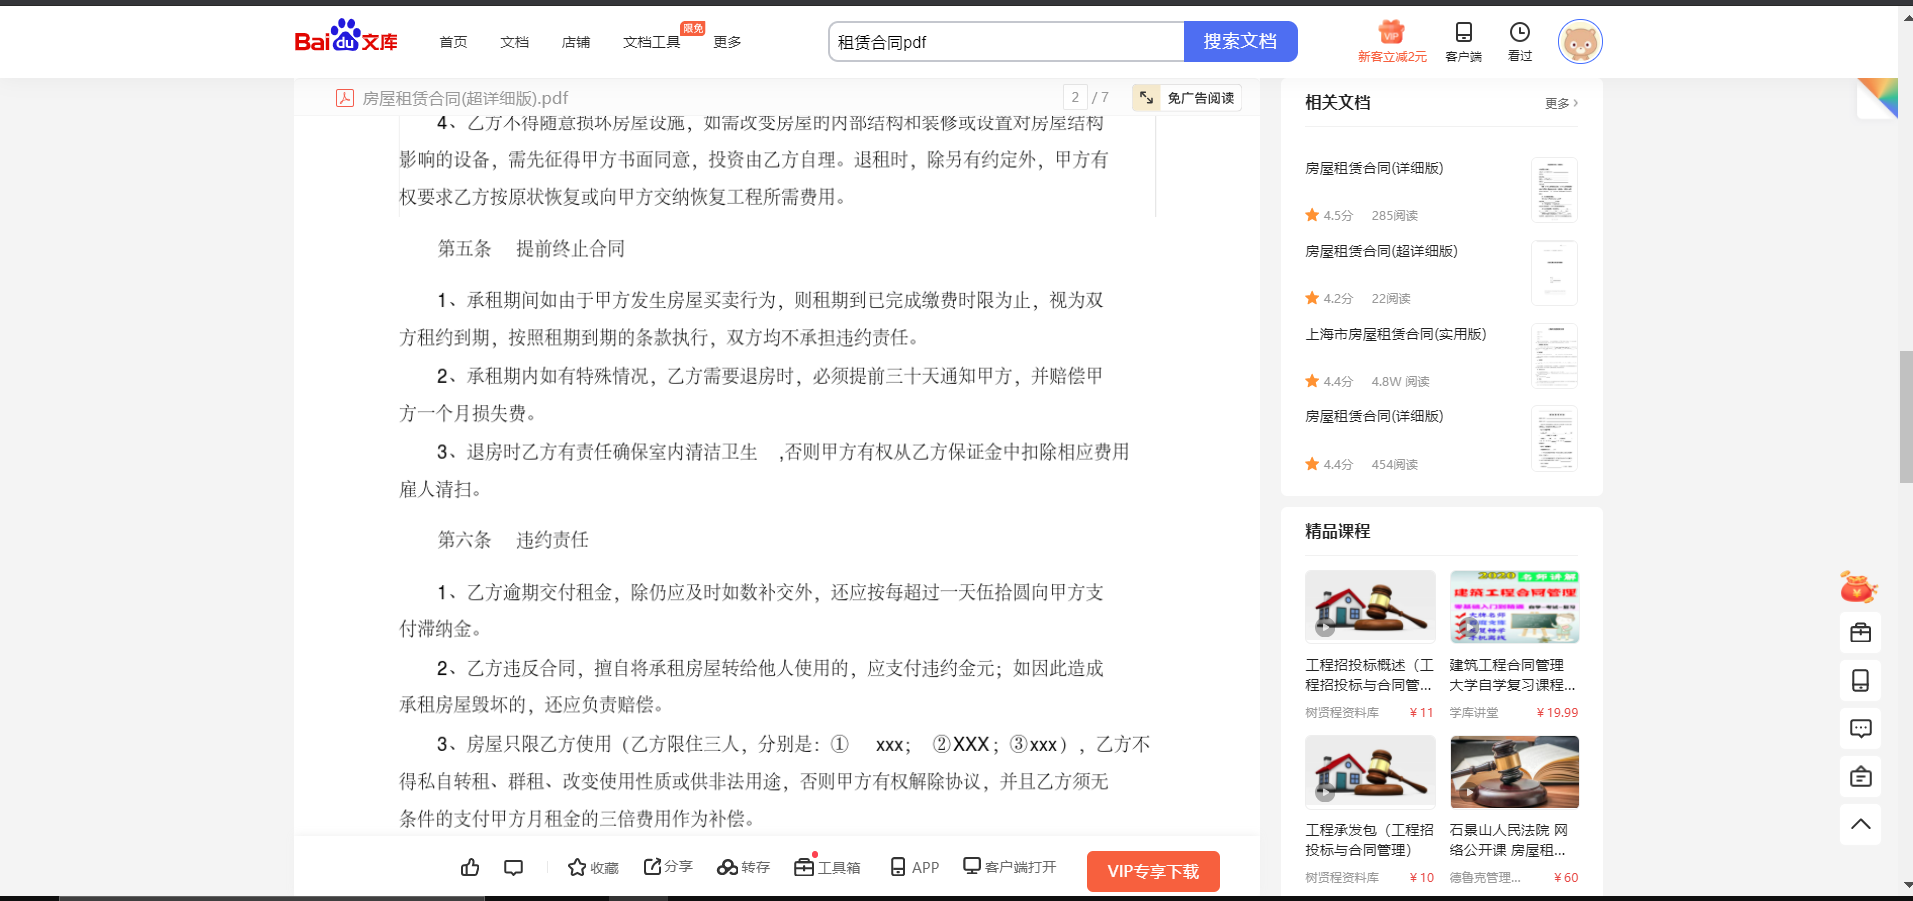 Bai du 文库
首页 文档 店铺 文档工具 限免 更多
租赁合同pdf
搜索文档
VIP
新客立减2元 客户端 看过
房屋租赁合同(超详细版).pdf
2 / 7
免广告阅读
4、乙方不得随意损坏房屋设施，如需改变房屋的内部结构和装修或设置对房屋结构
影响的设备，需先征得甲方书面同意，投资由乙方自理。退租时，除另有约定外，甲方有
权要求乙方按原状恢复或向甲方交纳恢复工程所需费用。
第五条 提前终止合同
1、承租期间如由于甲方发生房屋买卖行为，则租期到已完成缴费时限为止，视为双
方租约到期，按照租期到期的条款执行，双方均不承担违约责任。
2、承租期内如有特殊情况，乙方需要退房时，必须提前三十天通知甲方，并赔偿甲
方一个月损失费。
3、退房时乙方有责任确保室内清洁卫生 ,否则甲方有权从乙方保证金中扣除相应费用
雇人清扫。
第六条 违约责任
1、乙方逾期交付租金，除仍应及时如数补交外，还应按每超过一天伍拾圆向甲方支
付滞纳金。
2、乙方违反合同，擅自将承租房屋转给他人使用的，应支付违约金元；如因此造成
承租房屋毁坏的，还应负责赔偿。
3、房屋只限乙方使用（乙方限住三人，分别是：① xxx； ②XXX；③xxx），乙方不
得私自转租、群租、改变使用性质或供非法用途，否则甲方有权解除协议，并且乙方须无
条件的支付甲方月租金的三倍费用作为补偿。
收藏 分享 转存 工具箱 APP 客户端打开
VIP专享下载
相关文档
更多
房屋租赁合同(详细版)
4.5分 285阅读
房屋租赁合同(超详细版)
4.2分 22阅读
上海市房屋租赁合同(实用版)
4.4分 4.8W 阅读
房屋租赁合同(详细版)
4.4分 454阅读
精品课程
2020 名师讲解
建筑工程合同管理
工程招投标概述（工
程招投标与合同管...
树贤程资料库 ¥ 11
建筑工程合同管理
大学自学复习课程...
学库讲堂 ¥ 19.99
工程承发包（工程招
投标与合同管理）
树贤程资料库 ¥ 10
石景山人民法院 网
络公开课 房屋租...
德鲁克管理... ¥ 60